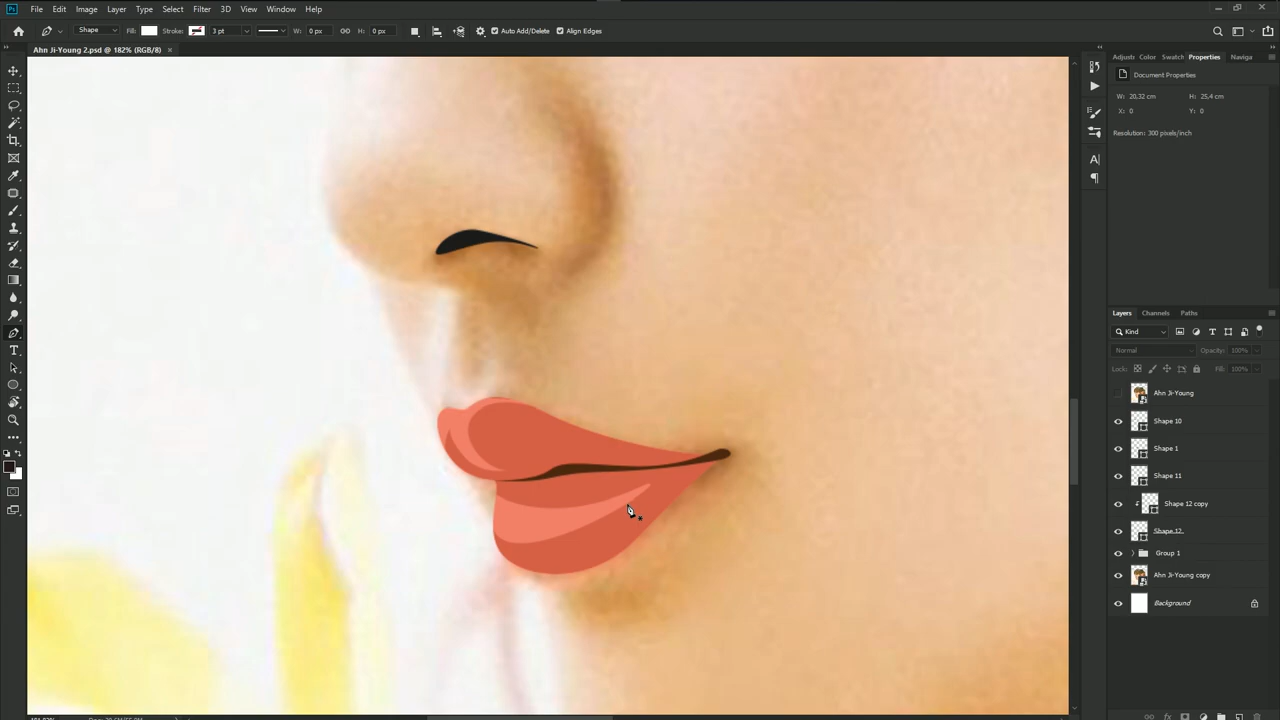 Ps File Edit Image Layer Type Select Filter 3D View Window Help
Shape Fill: Stroke: 3 pt W: 0 px H: 0 px Auto Add/Delete Align Edges
Ahn Ji-Young 2.psd @ 182% (RGB/8) ×
Adjusts Color Swatch Properties Naviga
Document Properties
W: 20,32 cm H: 25,4 cm
X: 0 Y: 0
Resolution: 300 pixels/inch
Layers Channels Paths
Kind
Normal Opacity: 100%
Lock: Fill: 100%
Ahn Ji-Young
Shape 10
Shape 1
Shape 11
Shape 12 copy
Shape 12
Group 1
Ahn Ji-Young copy
Background